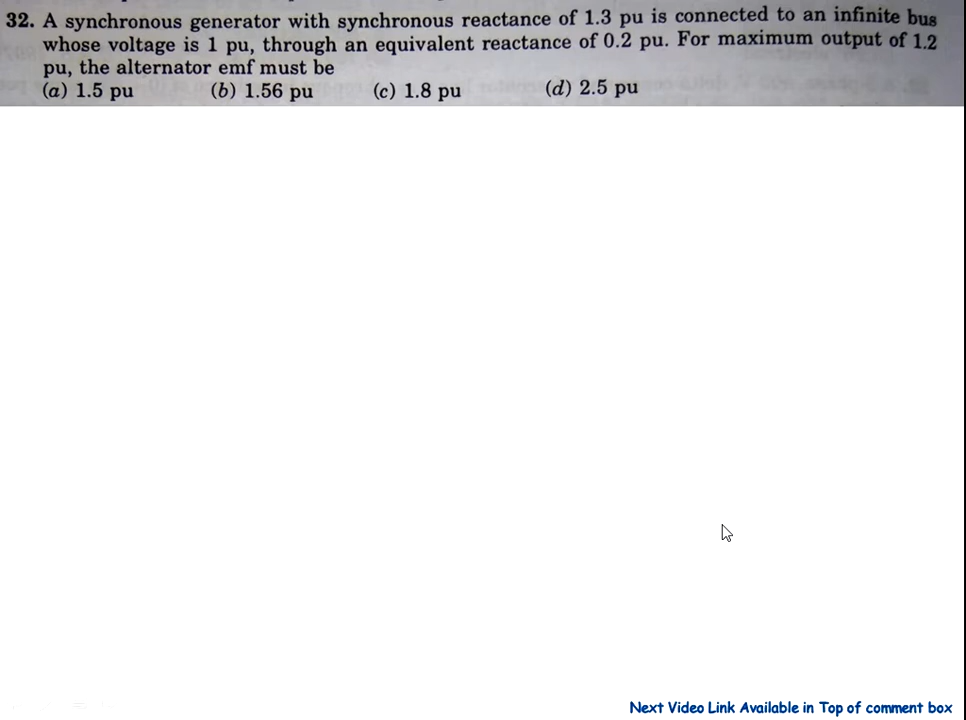 32. A synchronous generator with synchronous reactance of 1.3 pu is connected to an infinite bus
whose voltage is 1 pu, through an equivalent reactance of 0.2 pu. For maximum output of 1.2
pu, the alternator emf must be
(a) 1.5 pu (b) 1.56 pu (c) 1.8 pu (d) 2.5 pu
Next Video Link Available in Top of comment box